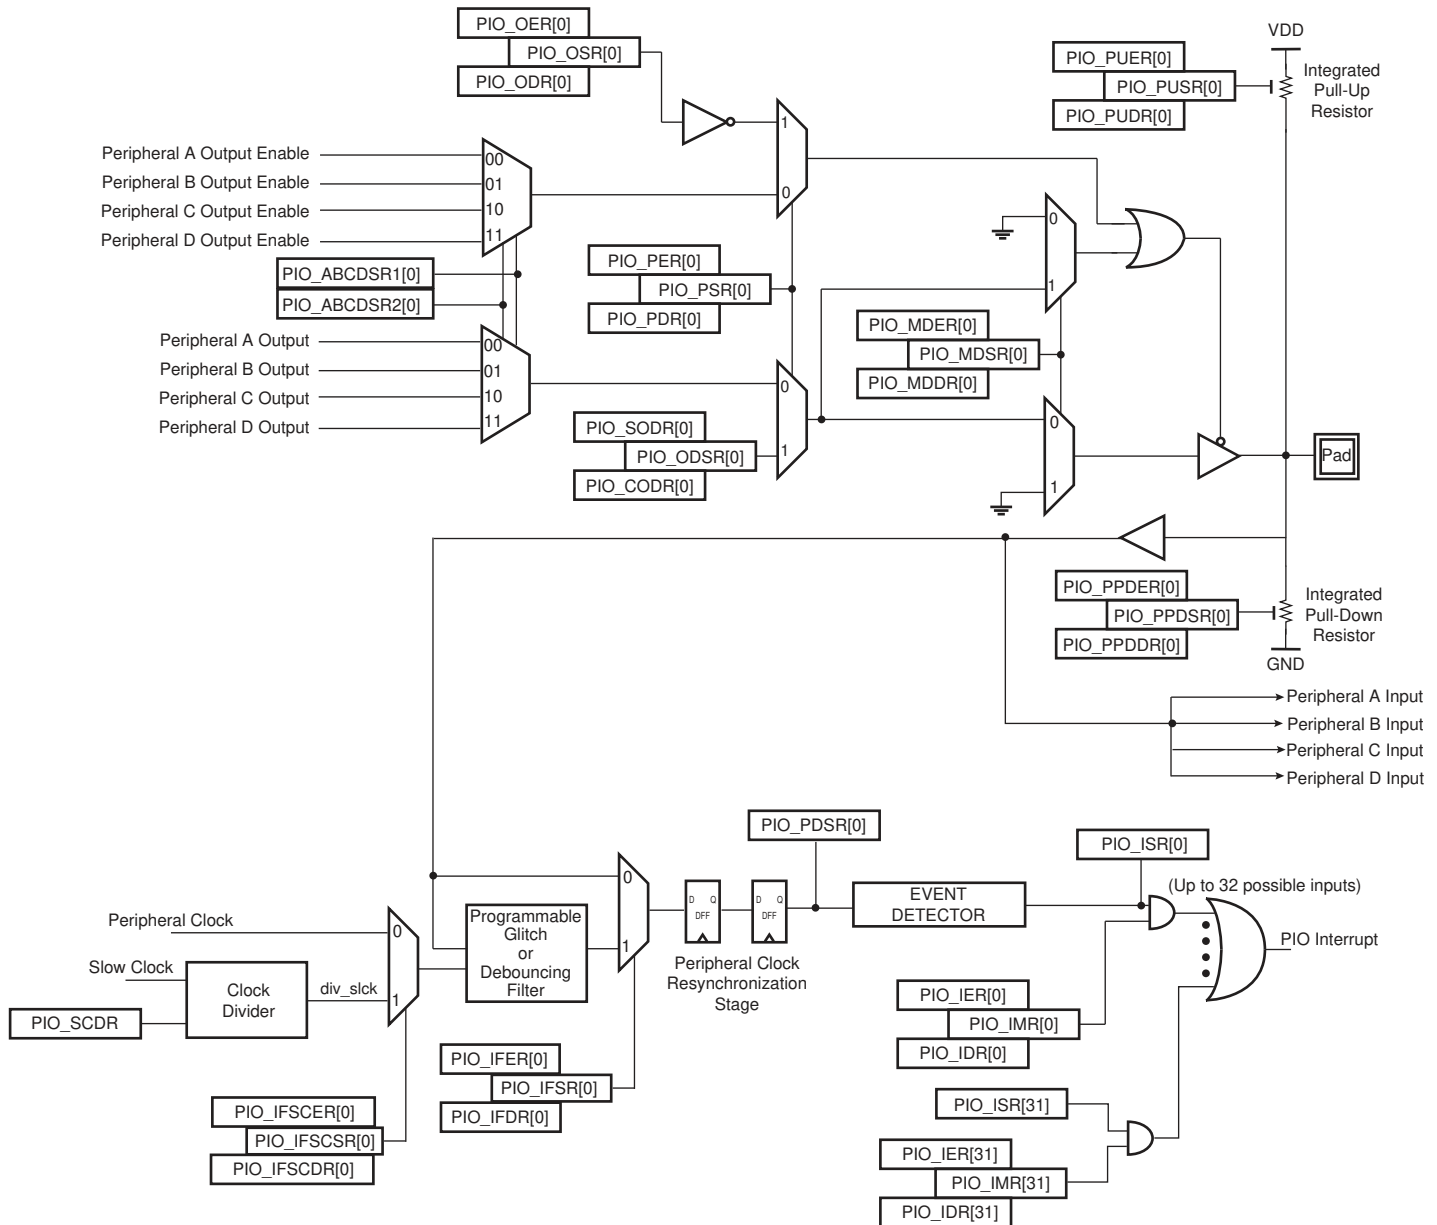 PIO_OER[0]
PIO_OSR[0]
PIO_ODR[0]
1
0
Peripheral A Output Enable
Peripheral B Output Enable
Peripheral C Output Enable
Peripheral D Output Enable
00
01
10
11
PIO_ABCDSR1[0]
PIO_ABCDSR2[0]
Peripheral A Output
Peripheral B Output
Peripheral C Output
Peripheral D Output
00
01
10
11
PIO_PER[0]
PIO_PSR[0]
PIO_PDR[0]
0
1
PIO_SODR[0]
PIO_ODSR[0]
PIO_CODR[0]
0
1
PIO_MDER[0]
PIO_MDSR[0]
PIO_MDDR[0]
0
1
VDD
PIO_PUER[0]
PIO_PUSR[0]
PIO_PUDR[0]
Integrated
Pull-Up
Resistor
Pad
PIO_PPDER[0]
PIO_PPDSR[0]
PIO_PPDDR[0]
Integrated
Pull-Down
Resistor
GND
Peripheral A Input
Peripheral B Input
Peripheral C Input
Peripheral D Input
PIO_PDSR[0]
PIO_ISR[0]
(Up to 32 possible inputs)
EVENT
DETECTOR
PIO Interrupt
0
1
D Q
DFF
D Q
DFF
Peripheral Clock
Resynchronization
Stage
Programmable
Glitch
or
Debouncing
Filter
Peripheral Clock
0
Slow Clock
Clock
Divider
div_slck
1
PIO_SCDR
PIO_IFER[0]
PIO_IFSR[0]
PIO_IFDR[0]
PIO_IFSCER[0]
PIO_IFSCSR[0]
PIO_IFSCDR[0]
PIO_IER[0]
PIO_IMR[0]
PIO_IDR[0]
PIO_ISR[31]
PIO_IER[31]
PIO_IMR[31]
PIO_IDR[31]